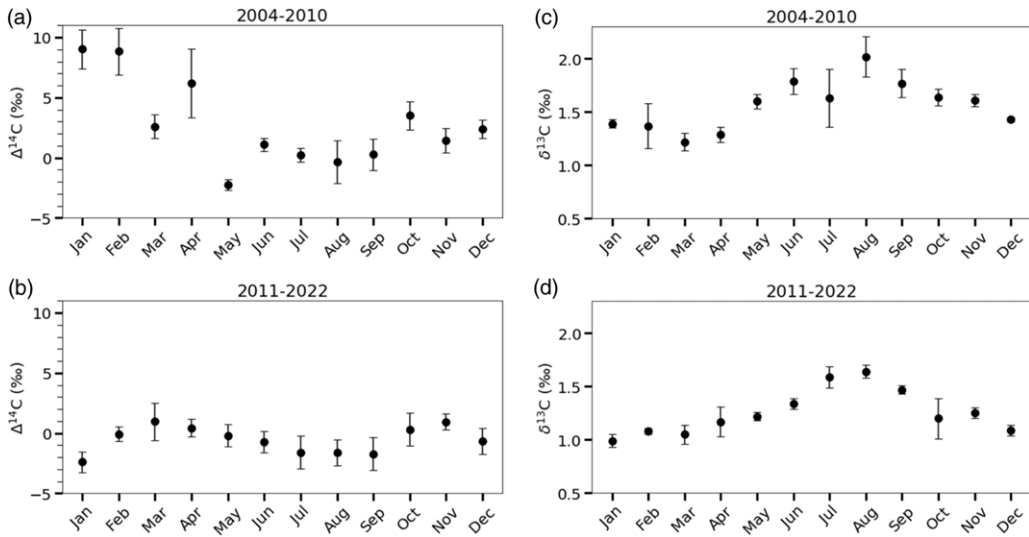 (a)
2004-2010
10
5
0
−5
Δ¹⁴C (‰)
Jan Feb Mar Apr May Jun Jul Aug Sep Oct Nov Dec
(c)
2004-2010
2.0
1.5
1.0
0.5
δ¹³C (‰)
Jan Feb Mar Apr May Jun Jul Aug Sep Oct Nov Dec
(b)
2011-2022
10
5
0
−5
Δ¹⁴C (‰)
Jan Feb Mar Apr May Jun Jul Aug Sep Oct Nov Dec
(d)
2011-2022
2.0
1.5
1.0
0.5
δ¹³C (‰)
Jan Feb Mar Apr May Jun Jul Aug Sep Oct Nov Dec